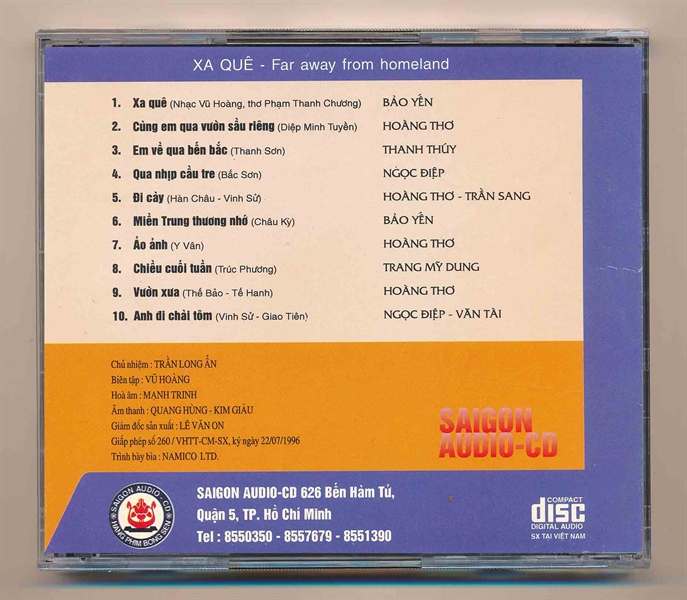 XA QUÊ - Far away from homeland
1. Xa quê (Nhạc Vũ Hoàng, thơ Phạm Thanh Chương) BẢO YẾN
2. Cùng em qua vườn sầu riêng (Diệp Minh Tuyền) HOÀNG THƠ
3. Em về qua bến bắc (Thanh Sơn) THANH THÚY
4. Qua nhịp cầu tre (Bắc Sơn) NGỌC ĐIỆP
5. Đi cày (Hàn Châu - Vinh Sử) HOÀNG THƠ - TRẦN SANG
6. Miền Trung thương nhớ (Châu Kỳ) BẢO YẾN
7. Ảo ảnh (Y Vân) HOÀNG THƠ
8. Chiều cuối tuần (Trúc Phương) TRANG MỸ DUNG
9. Vườn xưa (Thế Bảo - Tế Hanh) HOÀNG THƠ
10. Anh đi chài tôm (Vinh Sử - Giao Tiên) NGỌC ĐIỆP - VĂN TÀI
Chủ nhiệm : TRẦN LONG ẨN
Biên tập : VŨ HOÀNG
Hoà âm : MẠNH TRINH
Âm thanh : QUANG HÙNG - KIM GIÀU
Giám đốc sản xuất : LÊ VĂN ON
Giấp phép số 260 / VHTT-CM-SX, ký ngày 22/07/1996
Trình bày bìa : NAMICO LTD.
SAIGON
AUDIO-CD
SAIGON AUDIO - CD
HANG PHIM BONG SEN
SAIGON AUDIO-CD 626 Bến Hàm Tử,
Quận 5, TP. Hồ Chí Minh
Tel : 8550350 - 8557679 - 8551390
COMPACT
disc
DIGITAL AUDIO
SX TẠI VIỆT NAM